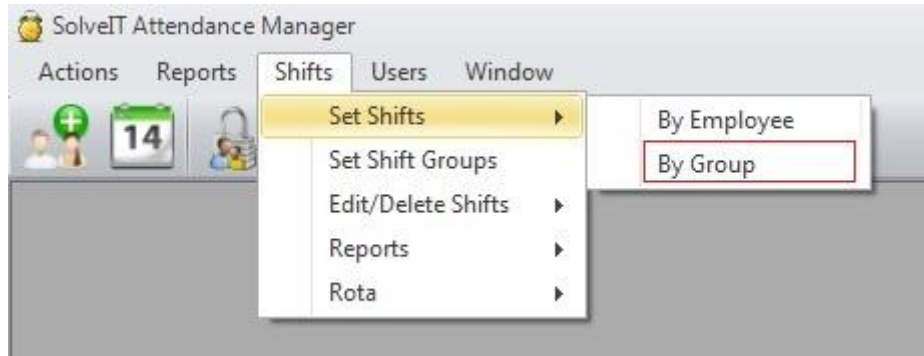 SolveIT Attendance Manager
Actions Reports Shifts Users Window
14
Set Shifts
Set Shift Groups
Edit/Delete Shifts
Reports
Rota
By Employee
By Group